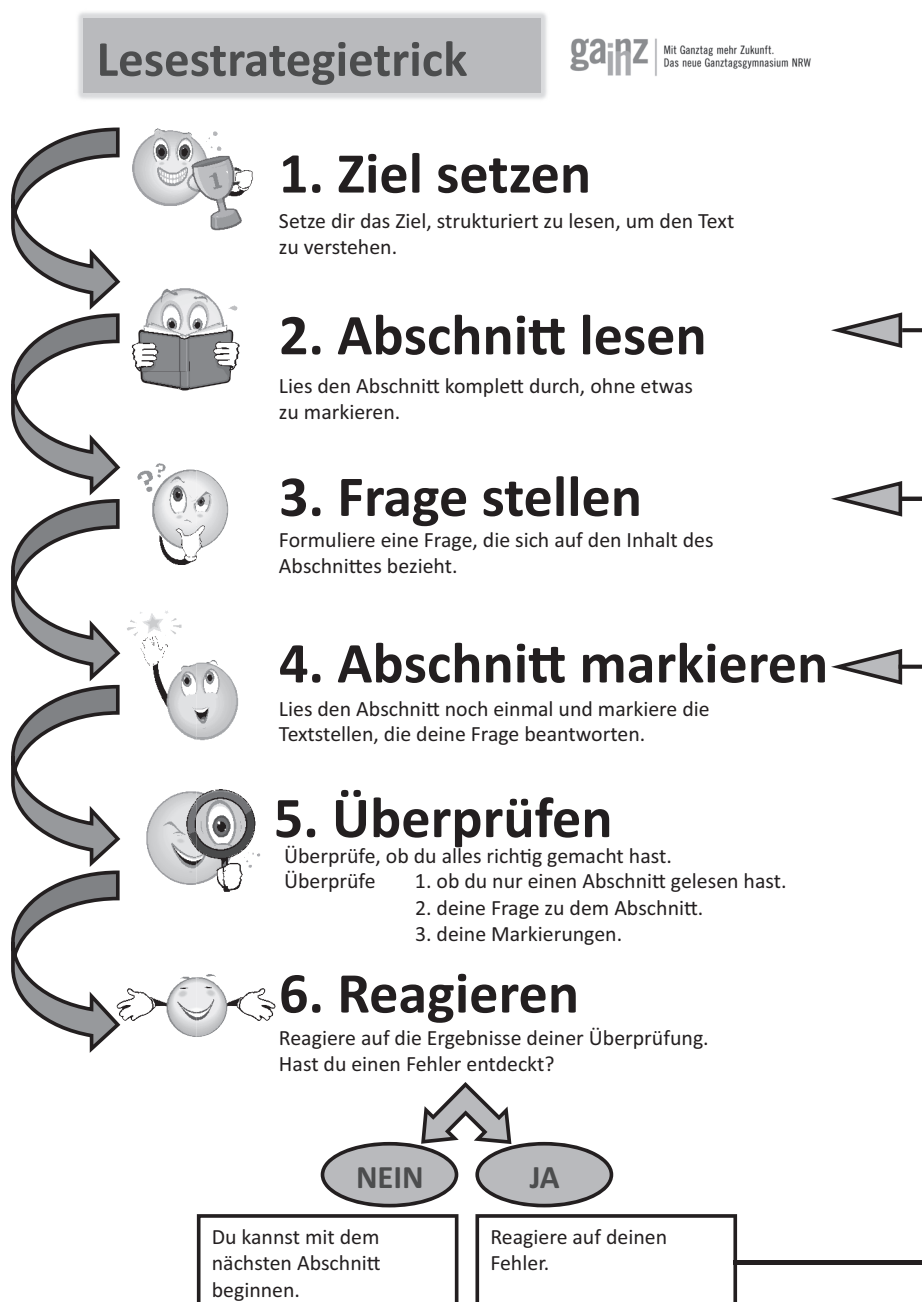 Lesestrategietrick
gainz
Mit Ganztag mehr Zukunft.
Das neue Ganztagsgymnasium NRW
1
1. Ziel setzen
Setze dir das Ziel, strukturiert zu lesen, um den Text
zu verstehen.
2. Abschnitt lesen
Lies den Abschnitt komplett durch, ohne etwas
zu markieren.
???
3. Frage stellen
Formuliere eine Frage, die sich auf den Inhalt des
Abschnittes bezieht.
4. Abschnitt markieren
Lies den Abschnitt noch einmal und markiere die
Textstellen, die deine Frage beantworten.
5. Überprüfen
Überprüfe, ob du alles richtig gemacht hast.
Überprüfe 1. ob du nur einen Abschnitt gelesen hast.
2. deine Frage zu dem Abschnitt.
3. deine Markierungen.
6. Reagieren
Reagiere auf die Ergebnisse deiner Überprüfung.
Hast du einen Fehler entdeckt?
NEIN
JA
Du kannst mit dem
nächsten Abschnitt
beginnen.
Reagiere auf deinen
Fehler.